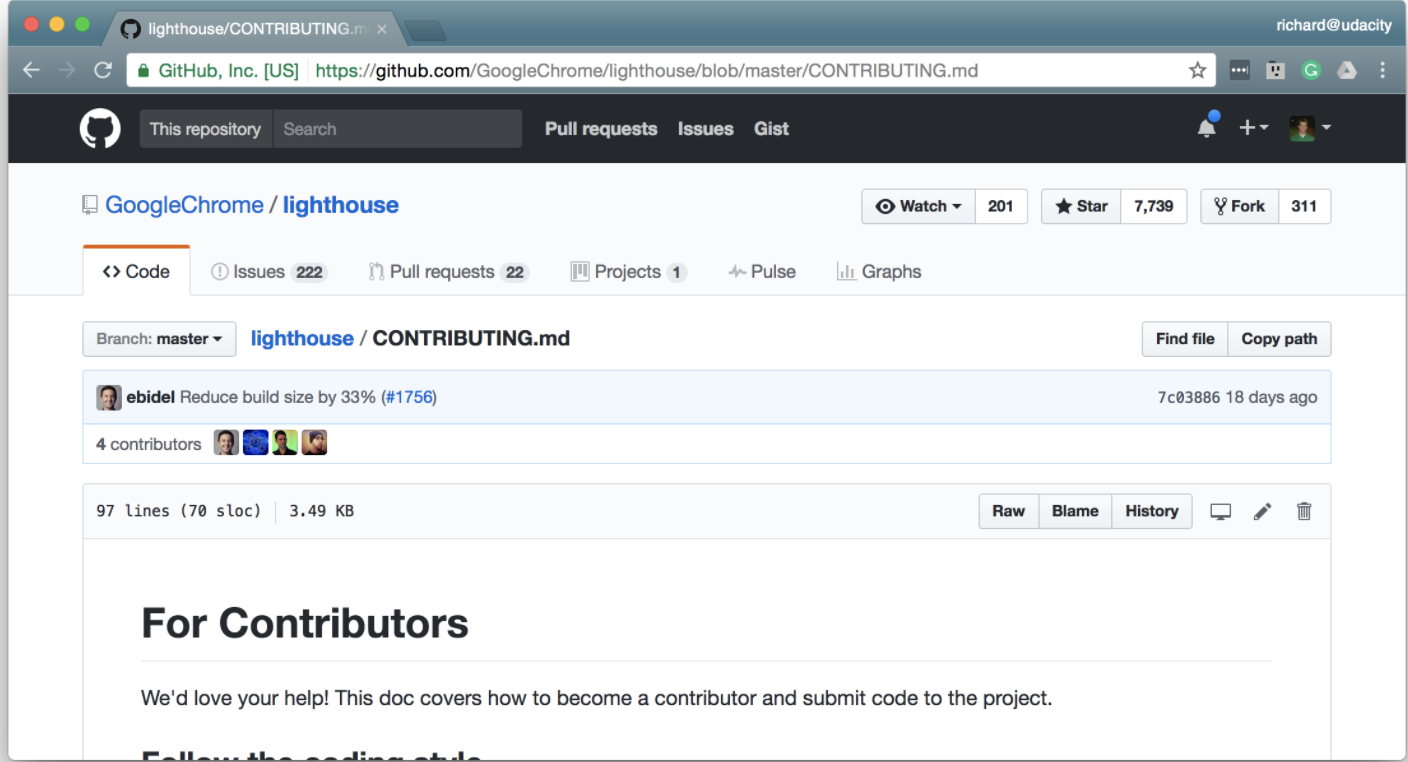 lighthouse/CONTRIBUTING.m
richard@udacity
GitHub, Inc. [US] https://github.com/GoogleChrome/lighthouse/blob/master/CONTRIBUTING.md
This repository Search Pull requests Issues Gist
GoogleChrome / lighthouse Watch 201 Star 7,739 Fork 311
Code Issues 222 Pull requests 22 Projects 1 Pulse Graphs
Branch: master lighthouse / CONTRIBUTING.md Find file Copy path
ebidel Reduce build size by 33% (#1756) 7c03886 18 days ago
4 contributors
97 lines (70 sloc) 3.49 KB Raw Blame History
For Contributors
We'd love your help! This doc covers how to become a contributor and submit code to the project.
Follow the coding style